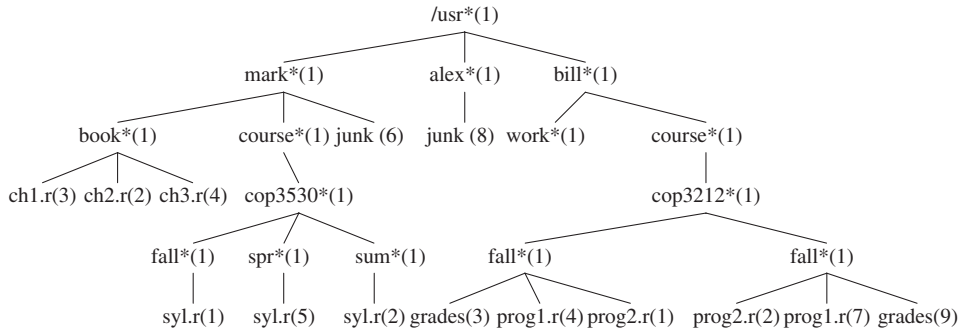 /usr*(1)
mark*(1) alex*(1) bill*(1)
book*(1) course*(1) junk (6) junk (8) work*(1) course*(1)
ch1.r(3) ch2.r(2) ch3.r(4) cop3530*(1) cop3212*(1)
fall*(1) spr*(1) sum*(1) fall*(1) fall*(1)
syl.r(1) syl.r(5) syl.r(2) grades(3) prog1.r(4) prog2.r(1) prog2.r(2) prog1.r(7) grades(9)